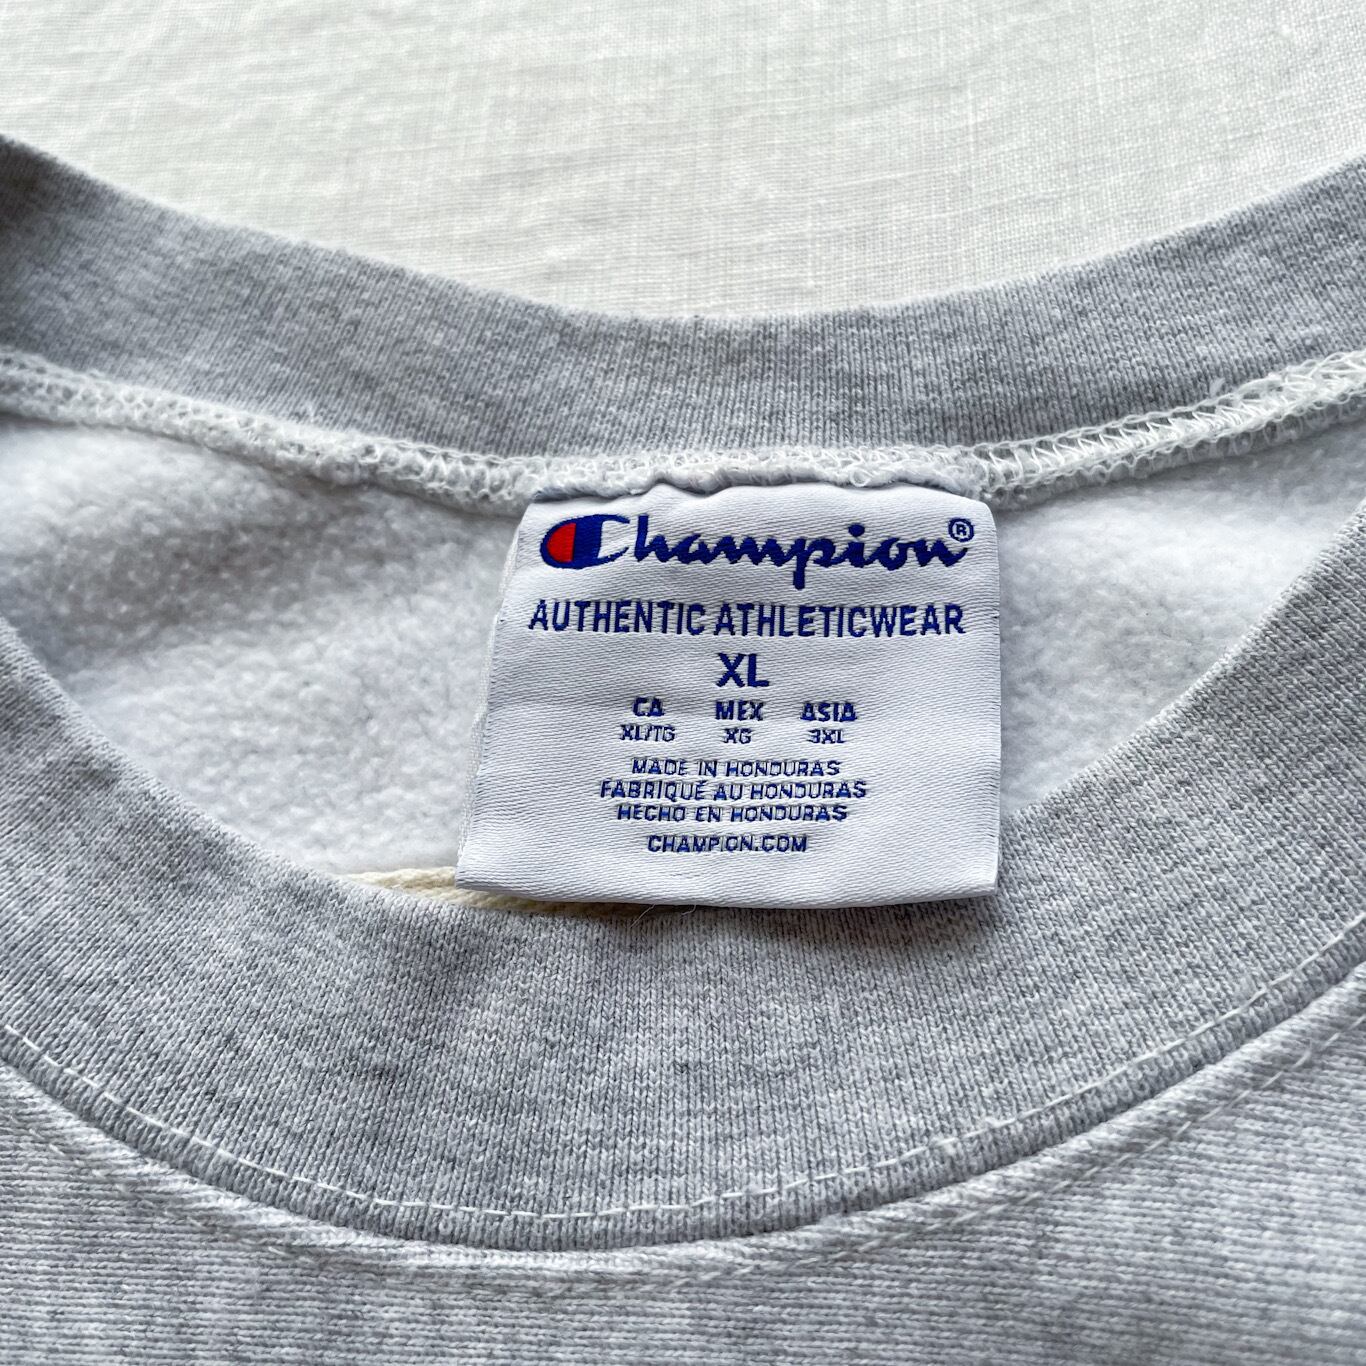 Champion®
AUTHENTIC ATHLETICWEAR
XL
CA MEX ASIA
XL/TG XG 3XL
MADE IN HONDURAS
FABRIQUÉ AU HONDURAS
HECHO EN HONDURAS
CHAMPION.COM